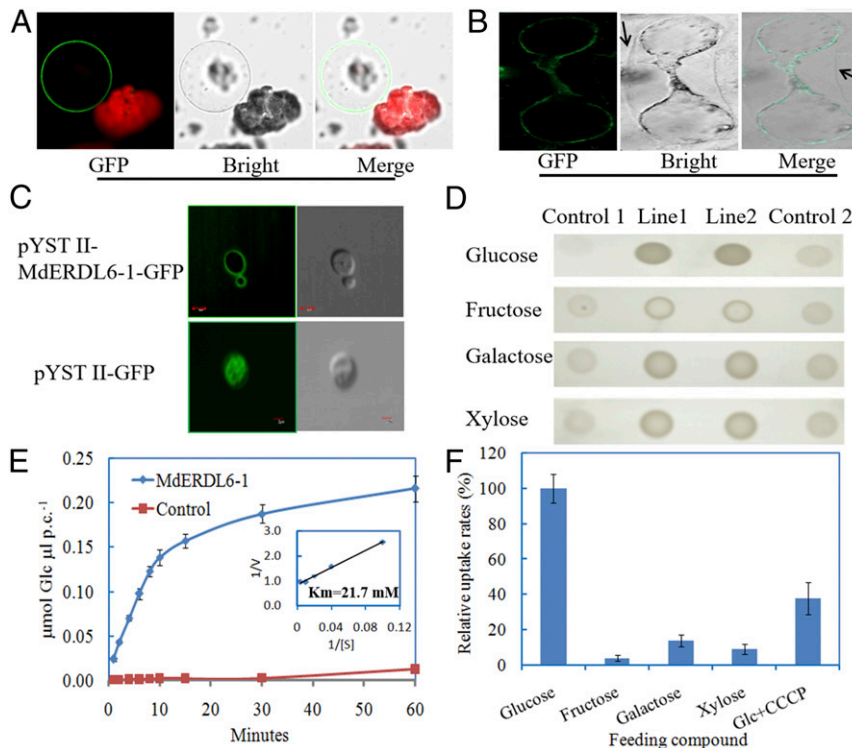 A
GFP Bright Merge
B
GFP Bright Merge
C
pYST II-
MdERDL6-1-GFP
pYST II-GFP
D
Control 1 Line1 Line2 Control 2
Glucose
Fructose
Galactose
Xylose
E
µmol Glc µl p.c.-1
0.25
0.20
0.15
0.10
0.05
0.00
MdERDL6-1
Control
1/V
3.0
2.0
1.0
0.0
Km=21.7 mM
0 0.04 0.08 0.12
1/[S]
0 10 20 30 40 50 60
Minutes
F
Relative uptake rates (%)
120
100
80
60
40
20
0
Glucose Fructose Galactose Xylose Glc+CCCP
Feeding compound